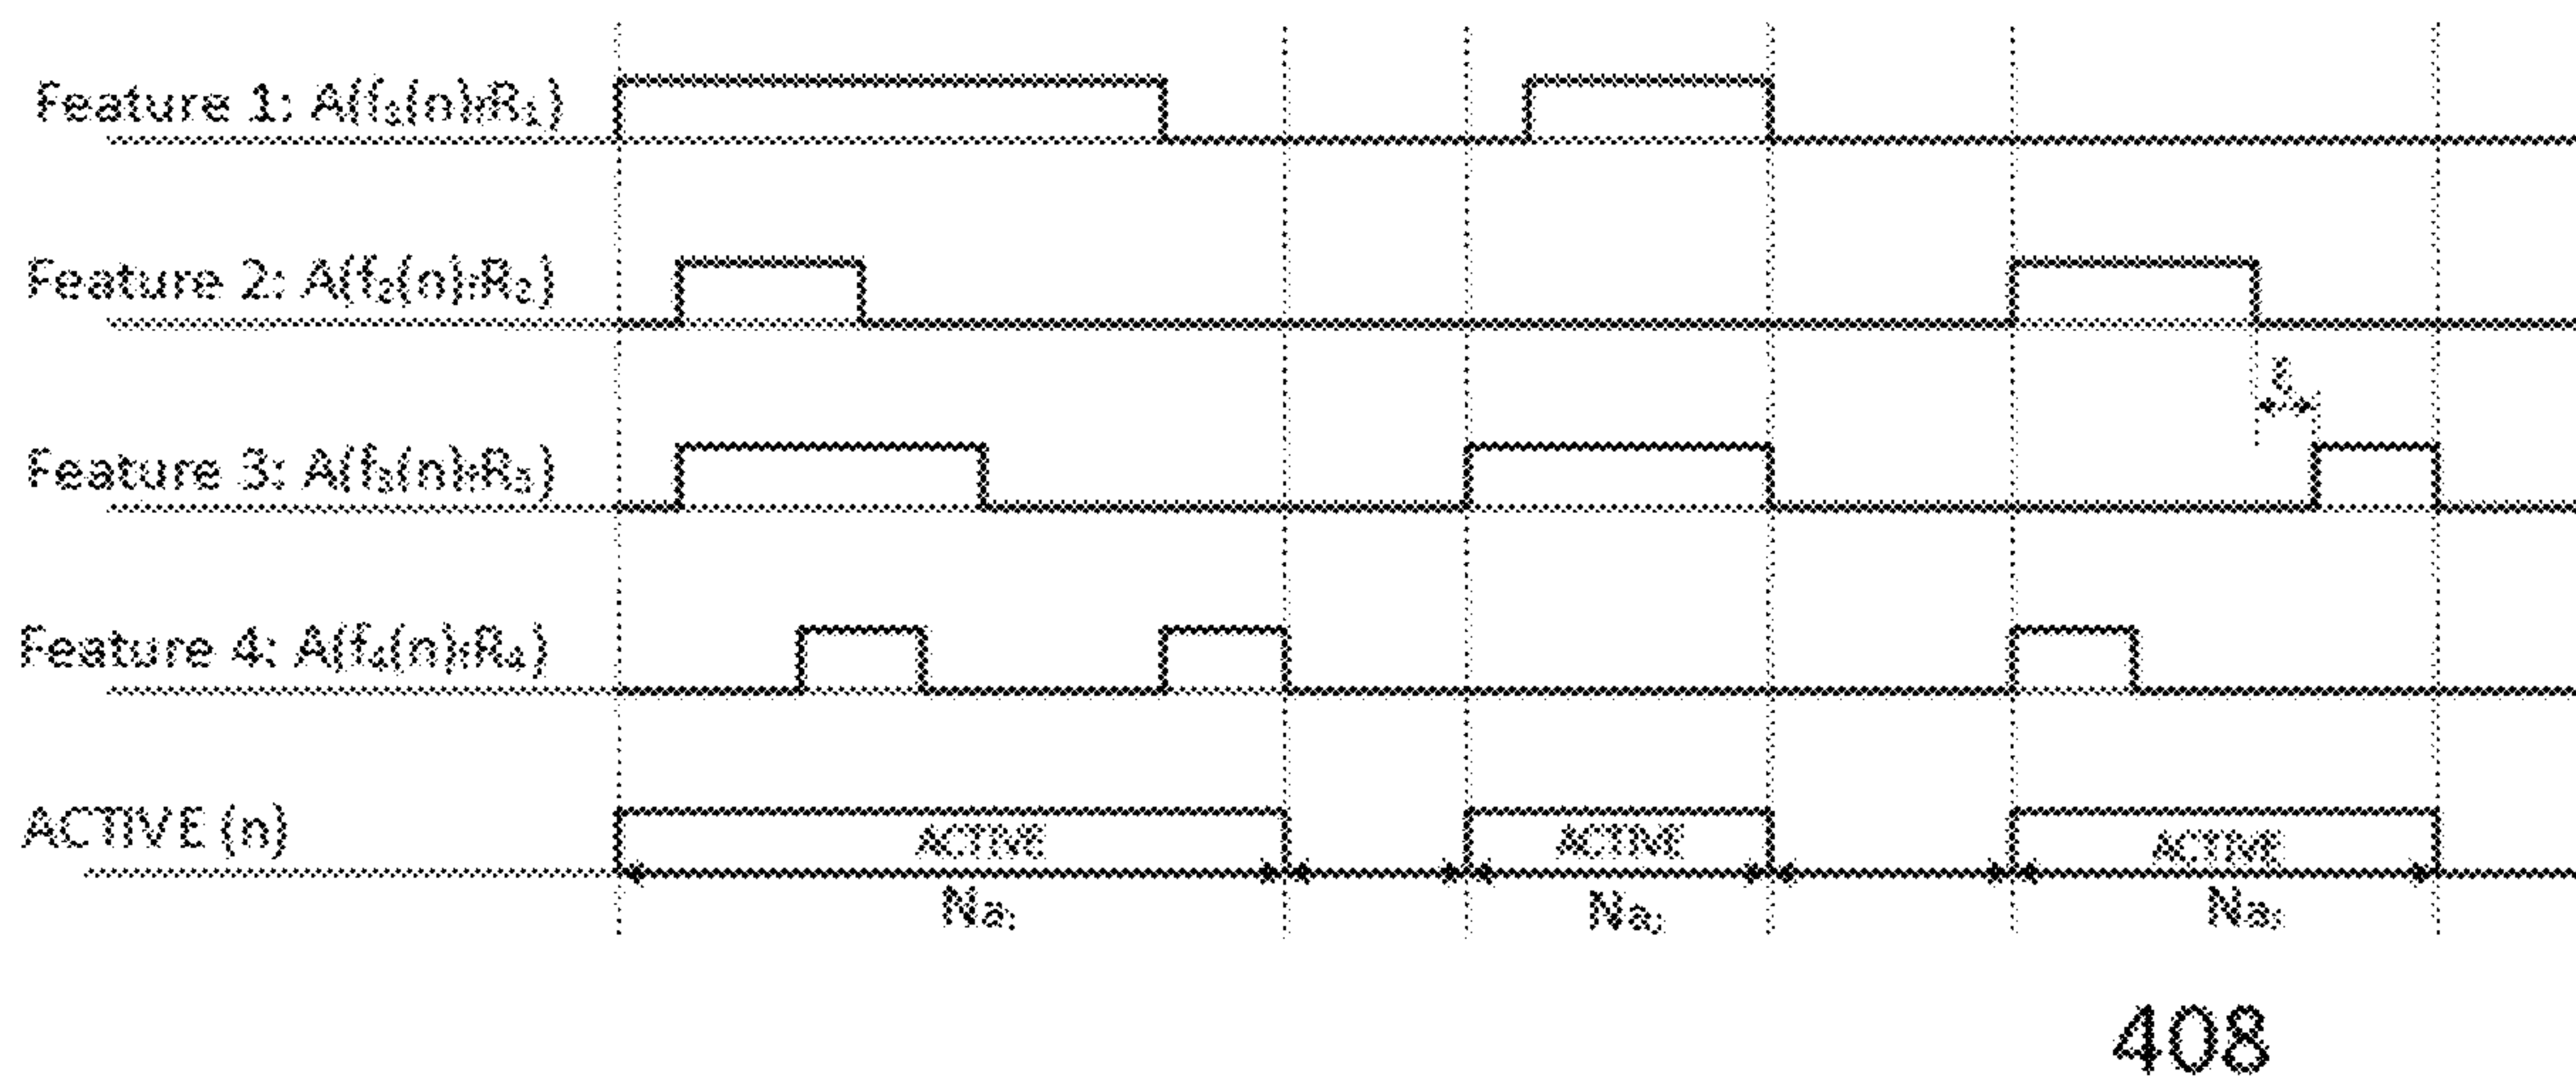 Feature 1: A(f₁(n);R₁)
Feature 2: A(f₂(n);R₂)
ξ
Feature 3: A(f₃(n);R₃)
Feature 4: A(f₄(n);R₄)
ACTIVE (n)
ACTIVE ACTIVE ACTIVE
408